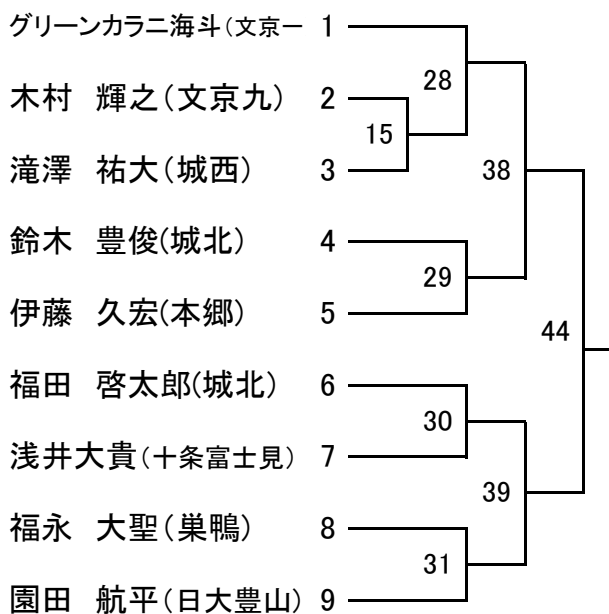 グリーンカラニ海斗(文京一 1
木村 輝之(文京九) 2
滝澤 祐大(城西) 3
鈴木 豊俊(城北) 4
伊藤 久宏(本郷) 5
福田 啓太郎(城北) 6
浅井大貴(十条富士見) 7
福永 大聖(巣鴨) 8
園田 航平(日大豊山) 9
15
28
29
30
31
38
39
44